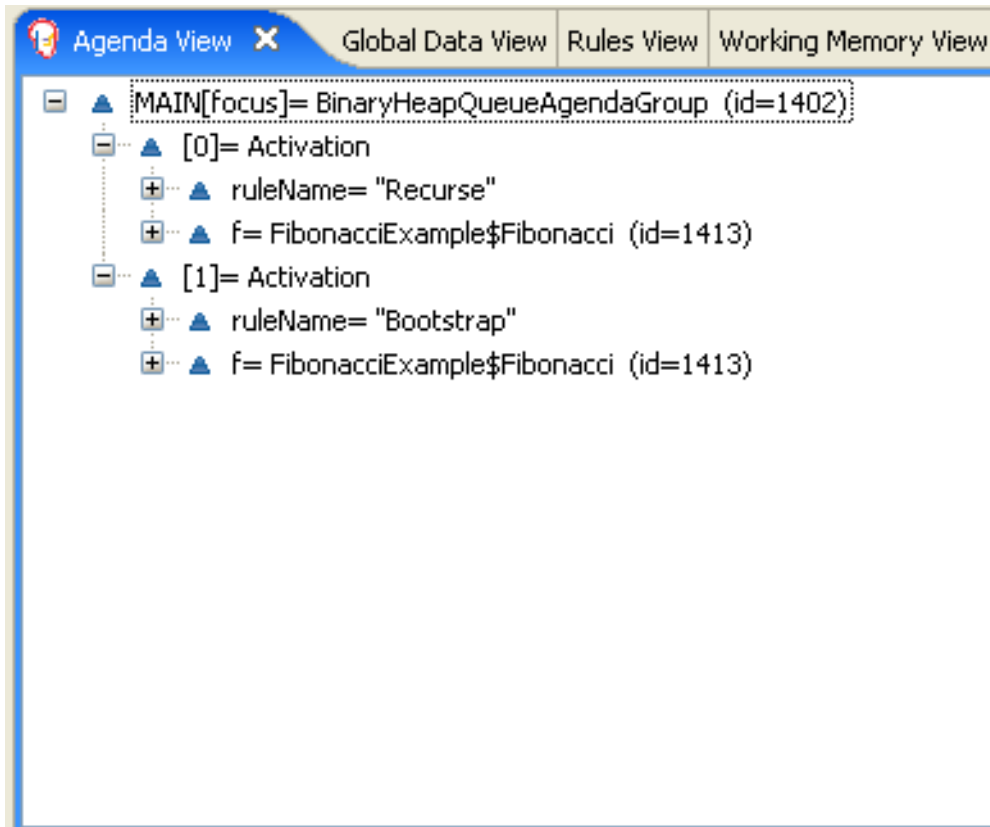 Agenda View Global Data View Rules View Working Memory View
MAIN[focus]= BinaryHeapQueueAgendaGroup (id=1402)
[0]= Activation
ruleName= "Recurse"
f= FibonacciExample$Fibonacci (id=1413)
[1]= Activation
ruleName= "Bootstrap"
f= FibonacciExample$Fibonacci (id=1413)